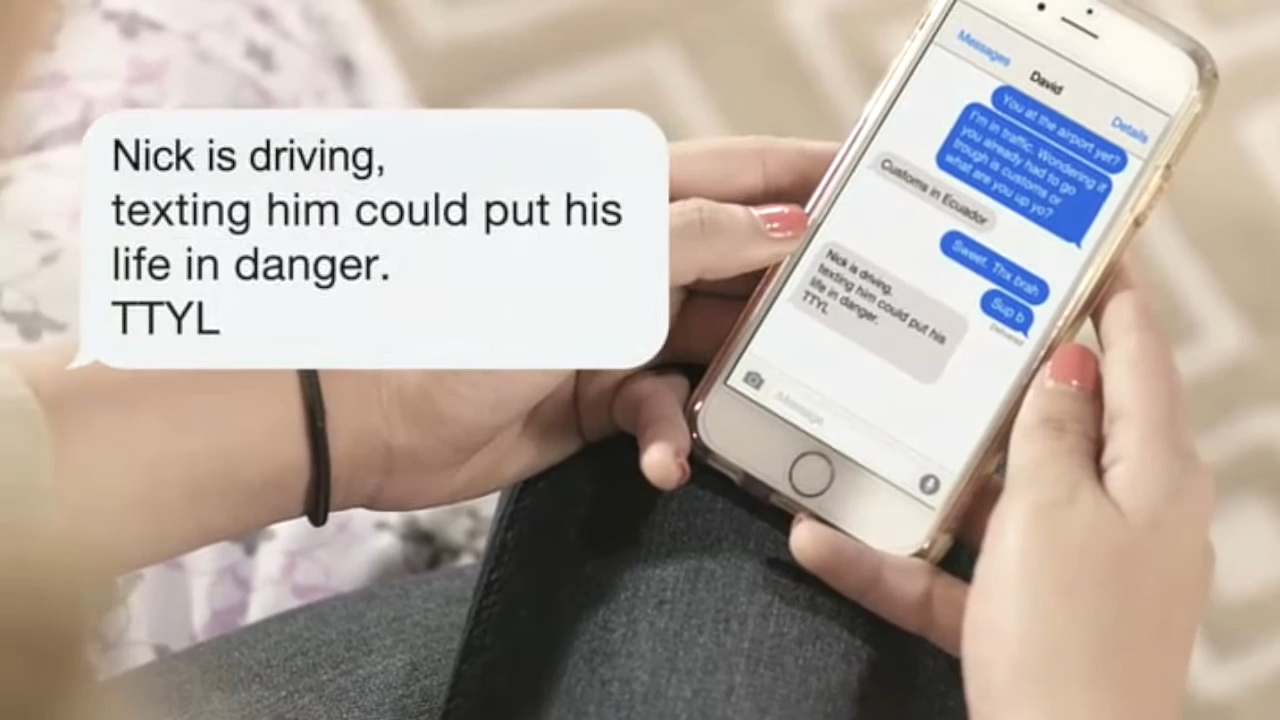 Nick is driving,
texting him could put his
life in danger.
TTYL
Messages
David
Details
You at the airport yet?
I'm in traffic. Wondering if
you already had to go
trough is customs or
what are you up yo?
Customs in Ecuador
Sweet. Thx brah
Sup b
Delivered
Nick is driving,
texting him could put his
life in danger.
TTYL
Message